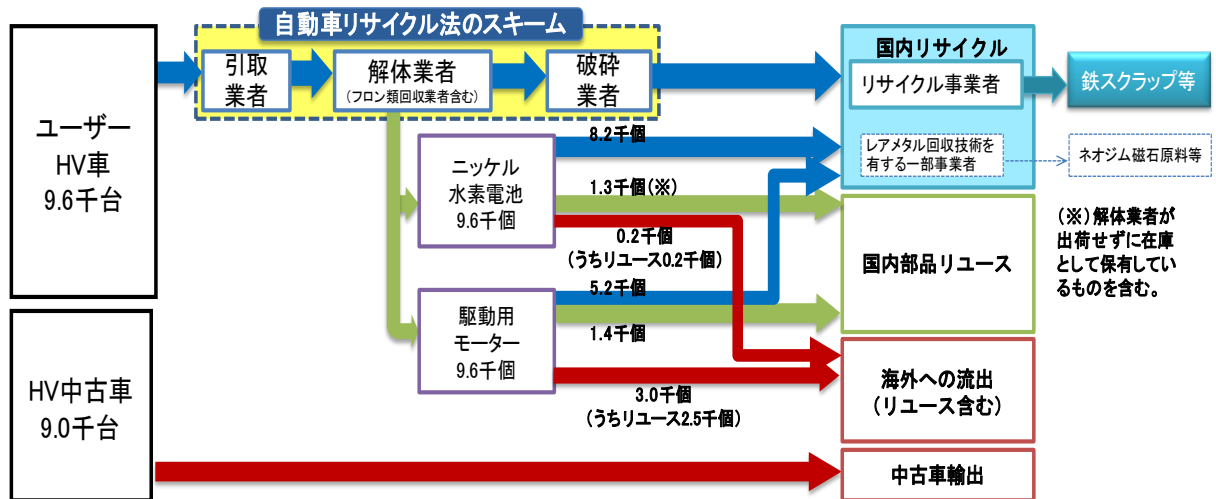 自動車リサイクル法のスキーム
ユーザー
HV車
9.6千台
引取
業者
解体業者
(フロン類回収業者含む)
破砕
業者
国内リサイクル
リサイクル事業者
鉄スクラップ等
レアメタル回収技術を
有する一部事業者
ネオジム磁石原料等
ニッケル
水素電池
9.6千個
8.2千個
1.3千個(※)
0.2千個
(うちリユース0.2千個)
国内部品リユース
(※)解体業者が
出荷せずに在庫
として保有してい
るものを含む。
駆動用
モーター
9.6千個
5.2千個
1.4千個
3.0千個
(うちリユース2.5千個)
海外への流出
(リユース含む)
HV中古車
9.0千台
中古車輸出